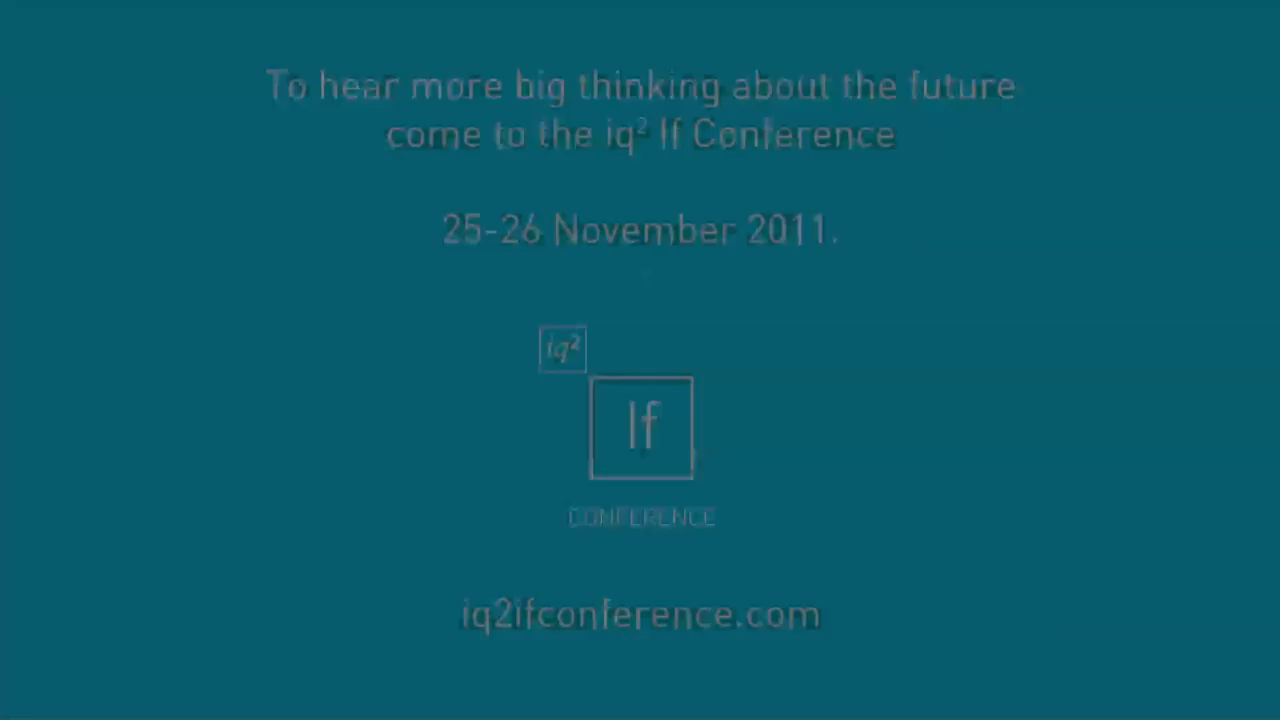 To hear more big thinking about the future
come to the iq² If Conference
25-26 November 2011.
iq²
If
CONFERENCE
iq2ifconference.com